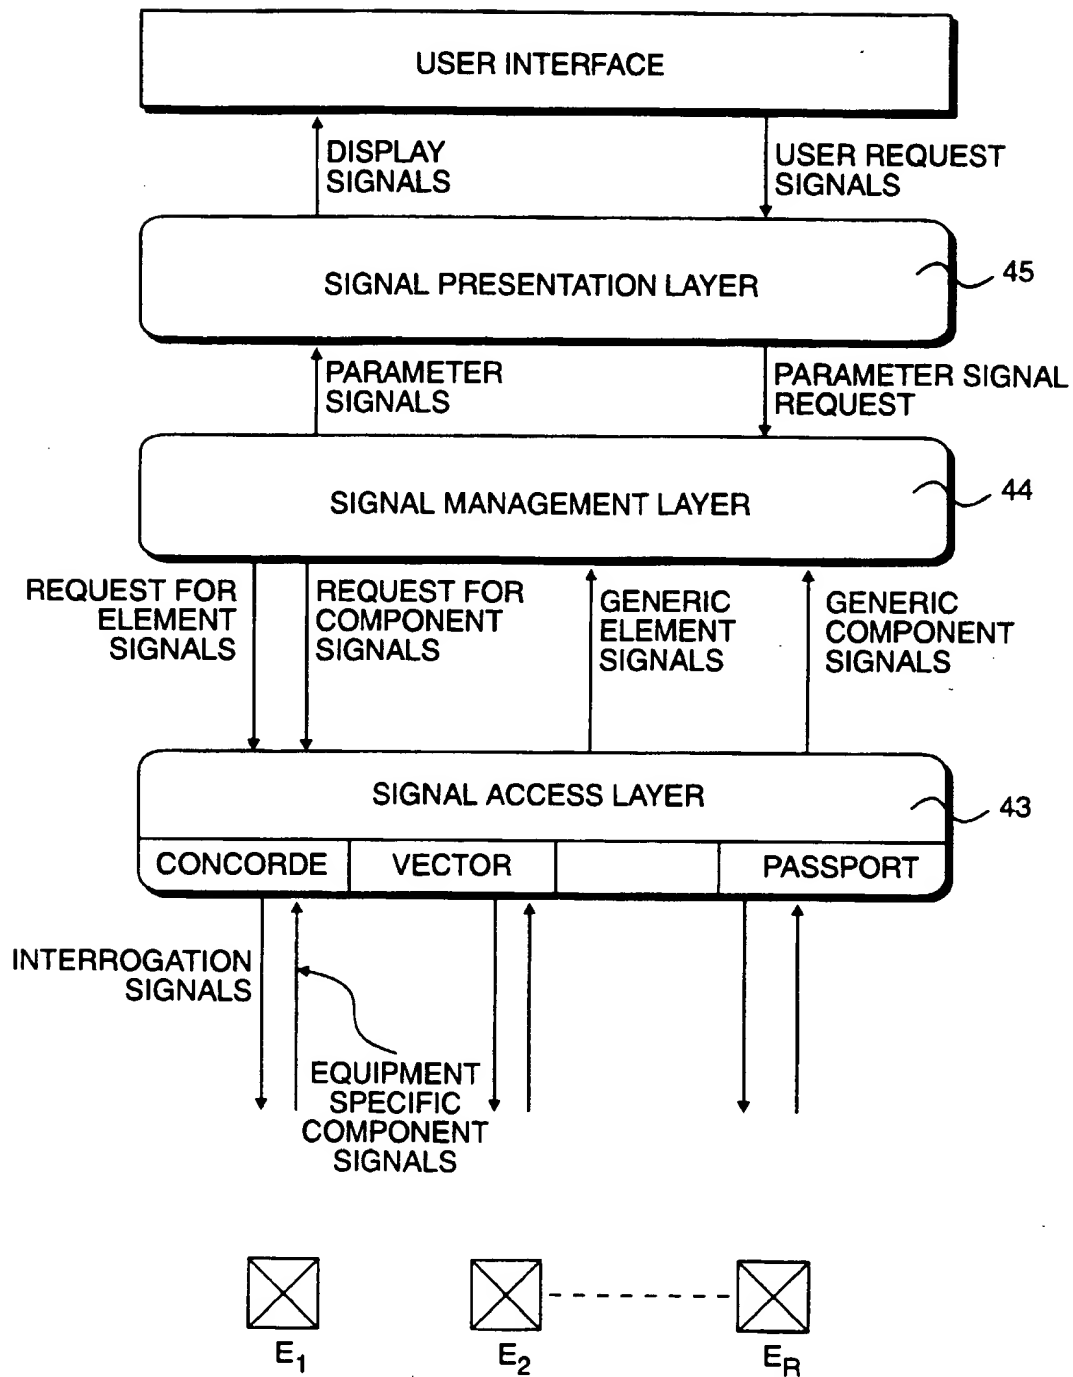 USER INTERFACE
DISPLAY
SIGNALS
USER REQUEST
SIGNALS
SIGNAL PRESENTATION LAYER
45
PARAMETER
SIGNALS
PARAMETER SIGNAL
REQUEST
SIGNAL MANAGEMENT LAYER
44
REQUEST FOR
ELEMENT
SIGNALS
REQUEST FOR
COMPONENT
SIGNALS
GENERIC
ELEMENT
SIGNALS
GENERIC
COMPONENT
SIGNALS
SIGNAL ACCESS LAYER
43
CONCORDE
VECTOR
PASSPORT
INTERROGATION
SIGNALS
EQUIPMENT
SPECIFIC
COMPONENT
SIGNALS
E1
E2
ER